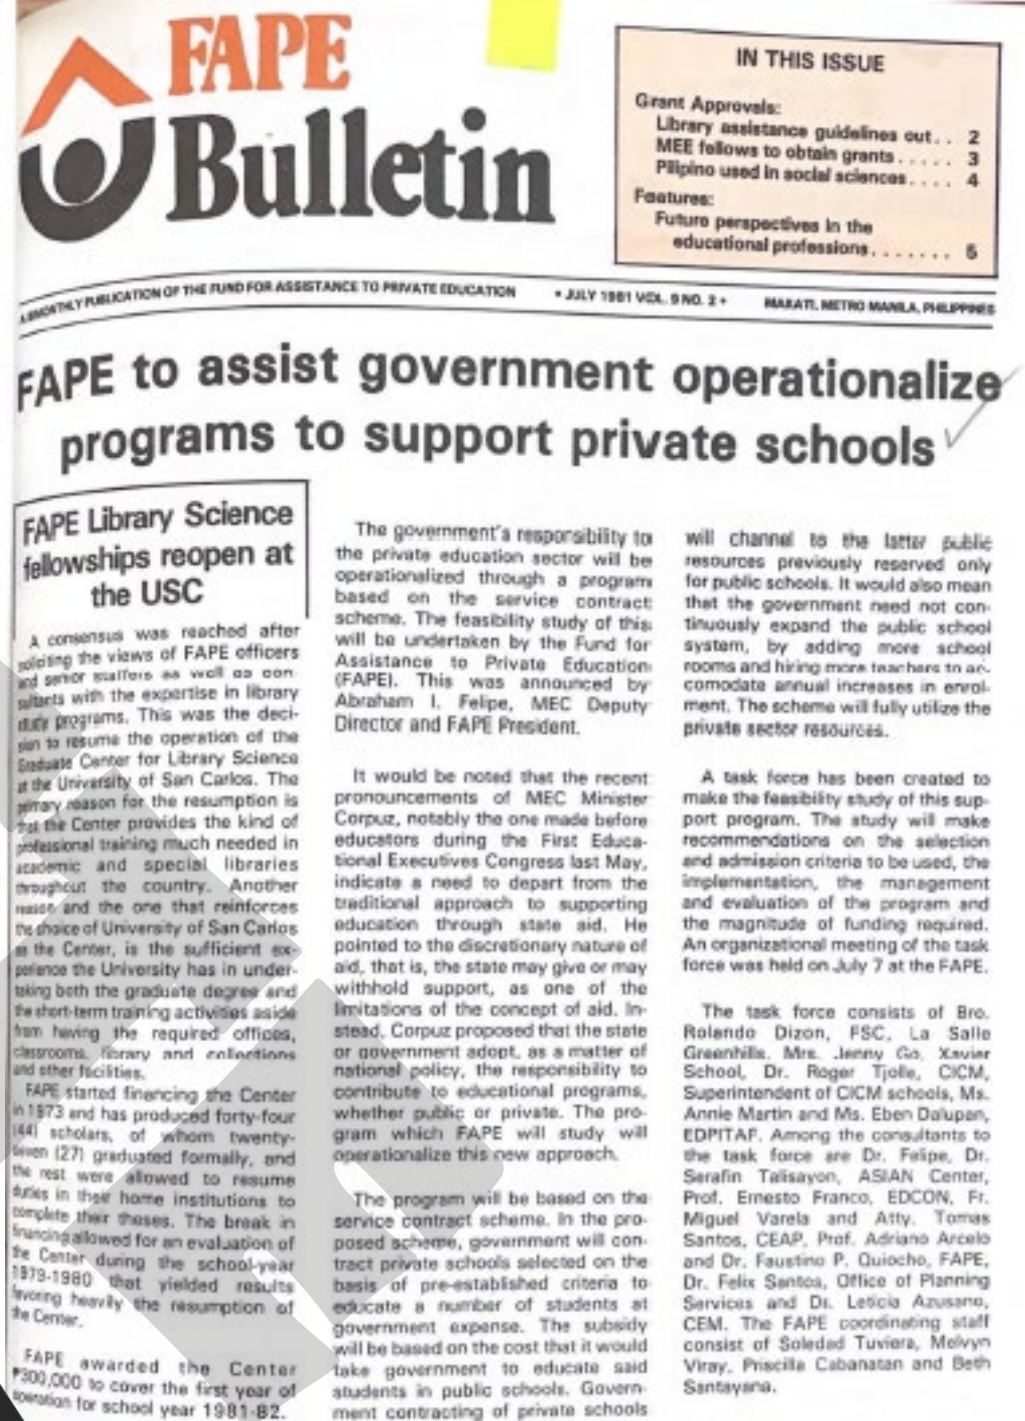 FAPE
Bulletin
IN THIS ISSUE
Grant Approvals:
Library assistance guidelines out . . 2
MEE fellows to obtain grants . . . . . 3
Pilipino used in social sciences . . . . 4
Features:
Future perspectives in the
educational professions . . . . . . . 5
A BIMONTHLY PUBLICATION OF THE FUND FOR ASSISTANCE TO PRIVATE EDUCATION • JULY 1981 VOL. 9 NO. 2 • MAKATI, METRO MANILA, PHILIPPINES
FAPE to assist government operationalize
programs to support private schools
FAPE Library Science
fellowships reopen at
the USC
A consensus was reached after
soliciting the views of FAPE officers
and senior staffers as well as con-
sultants with the expertise in library
study programs. This was the deci-
sion to resume the operation of the
Graduate Center for Library Science
at the University of San Carlos. The
primary reason for the resumption is
that the Center provides the kind of
professional training much needed in
academic and special libraries
throughout the country. Another
reason and the one that reinforces
the choice of University of San Carlos
as the Center, is the sufficient ex-
perience the University has in under-
taking both the graduate degree and
the short-term training activities aside
from having the required offices,
classrooms, library and collections
and other facilities.
FAPE started financing the Center
in 1973 and has produced forty-four
(44) scholars, of whom twenty-
seven (27) graduated formally, and
the rest were allowed to resume
duties in their home institutions to
complete their theses. The break in
financing allowed for an evaluation of
the Center during the school-year
1979-1980 that yielded results
favoring heavily the resumption of
the Center.
FAPE awarded the Center
₱300,000 to cover the first year of
operation for school year 1981-82.
The government's responsibility to
the private education sector will be
operationalized through a program
based on the service contract
scheme. The feasibility study of this
will be undertaken by the Fund for
Assistance to Private Education
(FAPE). This was announced by
Abraham I. Felipe, MEC Deputy
Director and FAPE President.
It would be noted that the recent
pronouncements of MEC Minister
Corpuz, notably the one made before
educators during the First Educa-
tional Executives Congress last May,
indicate a need to depart from the
traditional approach to supporting
education through state aid. He
pointed to the discretionary nature of
aid, that is, the state may give or may
withhold support, as one of the
limitations of the concept of aid. In-
stead, Corpuz proposed that the state
or government adopt, as a matter of
national policy, the responsibility to
contribute to educational programs,
whether public or private. The pro-
gram which FAPE will study will
operationalize this new approach.
The program will be based on the
service contract scheme. In the pro-
posed scheme, government will con-
tract private schools selected on the
basis of pre-established criteria to
educate a number of students at
government expense. The subsidy
will be based on the cost that it would
take government to educate said
students in public schools. Govern-
ment contracting of private schools
will channel to the latter public
resources previously reserved only
for public schools. It would also mean
that the government need not con-
tinuously expand the public school
system, by adding more school
rooms and hiring more teachers to ac-
comodate annual increases in enrol-
ment. The scheme will fully utilize the
private sector resources.
A task force has been created to
make the feasibility study of this sup-
port program. The study will make
recommendations on the selection
and admission criteria to be used, the
implementation, the management
and evaluation of the program and
the magnitude of funding required.
An organizational meeting of the task
force was held on July 7 at the FAPE.
The task force consists of Bro.
Rolando Dizon, FSC, La Salle
Greenhills, Mrs. Jenny Go, Xavier
School, Dr. Roger Tjolle, CICM,
Superintendent of CICM schools, Ms.
Annie Martin and Ms. Eben Dalupan,
EDPITAF. Among the consultants to
the task force are Dr. Felipe, Dr.
Serafin Talisayon, ASIAN Center,
Prof. Ernesto Franco, EDCON, Fr.
Miguel Varela and Atty. Tomas
Santos, CEAP, Prof. Adriano Arcelo
and Dr. Faustino P. Quiocho, FAPE,
Dr. Felix Santos, Office of Planning
Services and Dr. Leticia Azusano,
CEM. The FAPE coordinating staff
consist of Soledad Tuviera, Melvyn
Viray, Priscilla Cabanatan and Beth
Santayana.